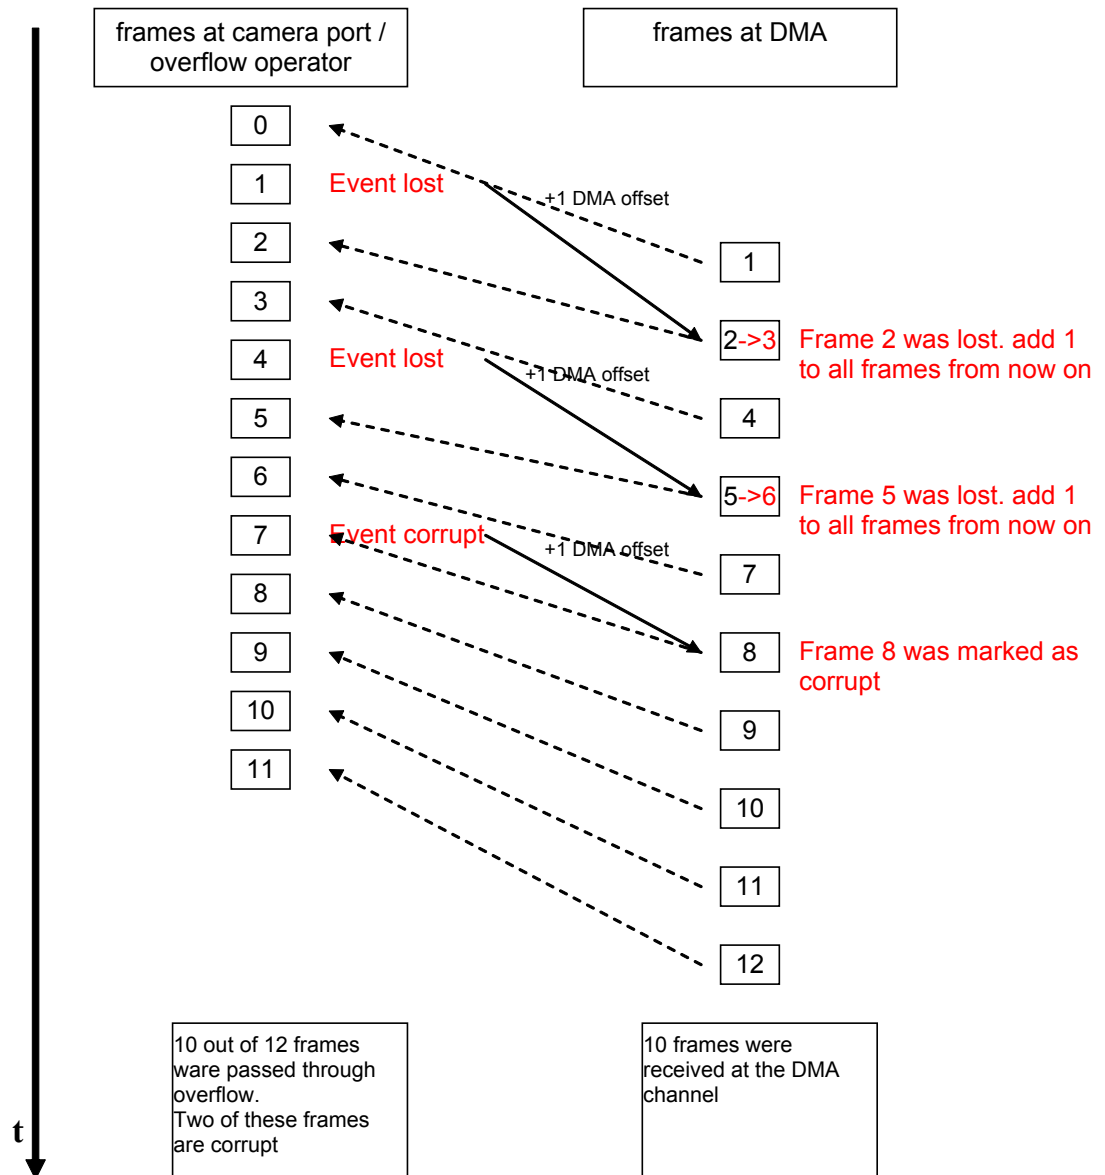 frames at camera port /
overflow operator
frames at DMA
0
1
Event lost
+1 DMA offset
2
1
3
2->3
Frame 2 was lost. add 1
to all frames from now on
4
Event lost
+1 DMA offset
5
4
6
5->6
Frame 5 was lost. add 1
to all frames from now on
7
Event corrupt
+1 DMA offset
7
8
9
8
Frame 8 was marked as
corrupt
10
9
11
10
11
12
10 out of 12 frames
ware passed through
overflow.
Two of these frames
are corrupt
10 frames were
received at the DMA
channel
t